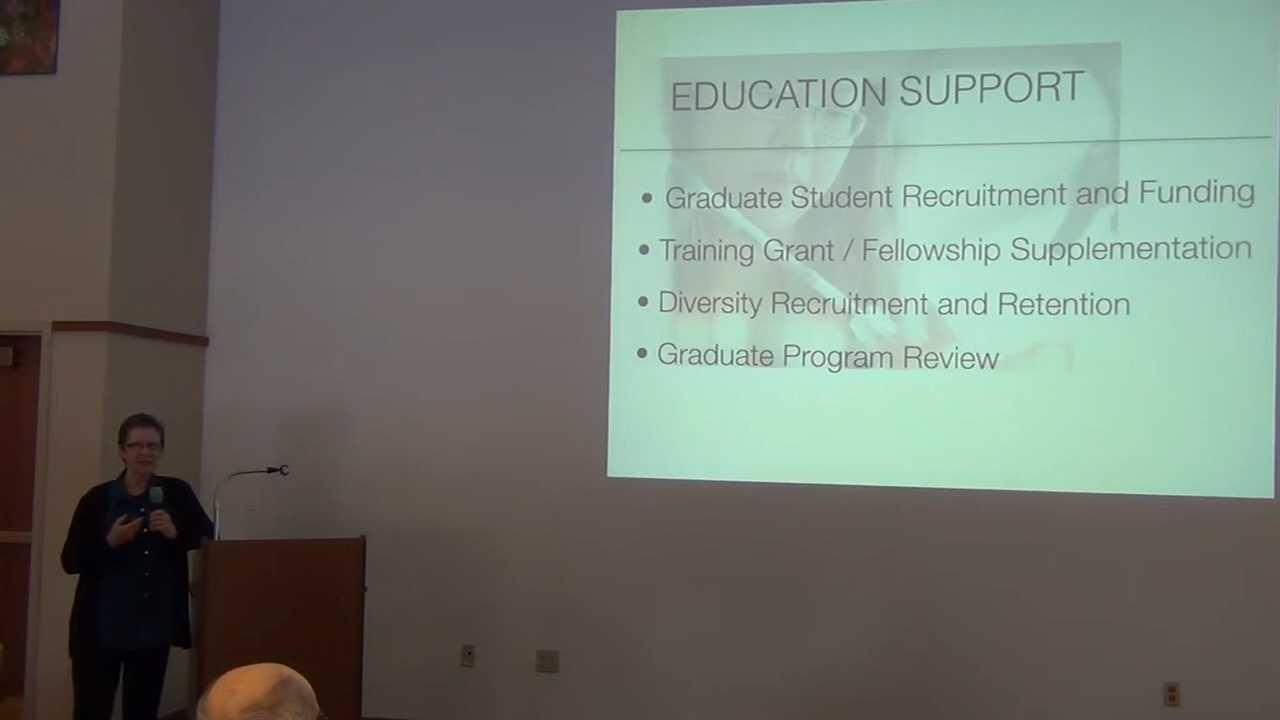 EDUCATION SUPPORT
• Graduate Student Recruitment and Funding
• Training Grant / Fellowship Supplementation
• Diversity Recruitment and Retention
• Graduate Program Review